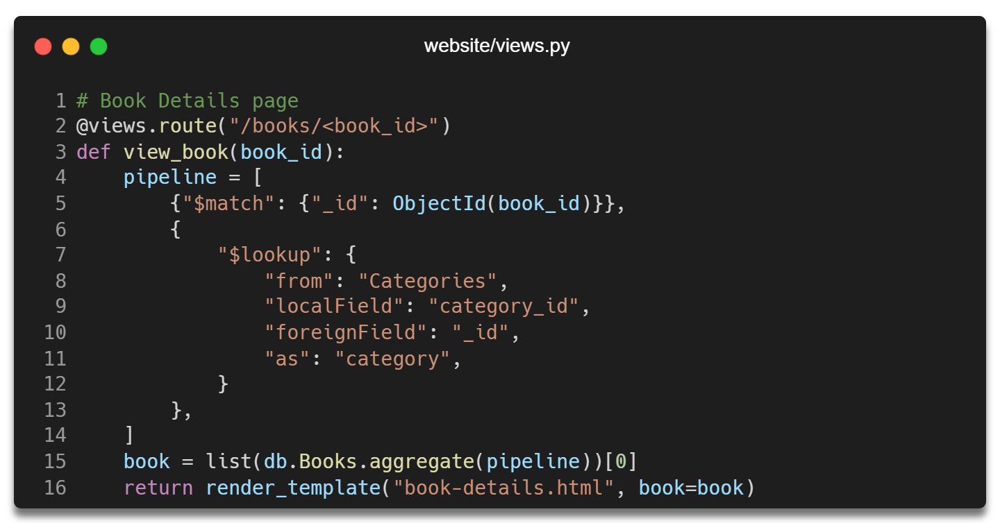 website/views.py
1 # Book Details page
2 @views.route("/books/<book_id>")
3 def view_book(book_id):
4     pipeline = [
5         {"$match": {"_id": ObjectId(book_id)}},
6         {
7             "$lookup": {
8                 "from": "Categories",
9                 "localField": "category_id",
10                 "foreignField": "_id",
11                 "as": "category",
12             }
13         },
14     ]
15     book = list(db.Books.aggregate(pipeline))[0]
16     return render_template("book-details.html", book=book)